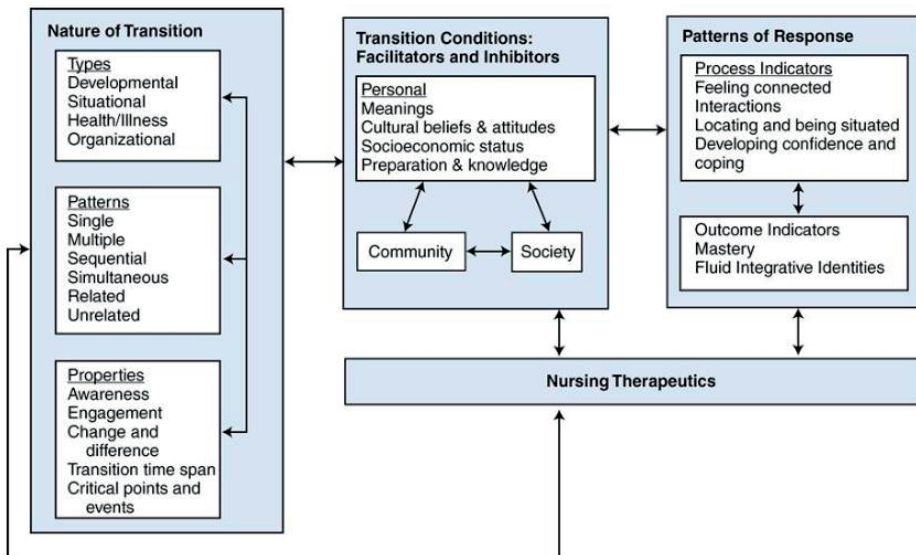 Nature of Transition
Types
Developmental
Situational
Health/Illness
Organizational
Patterns
Single
Multiple
Sequential
Simultaneous
Related
Unrelated
Properties
Awareness
Engagement
Change and
difference
Transition time span
Critical points and
events
Transition Conditions:
Facilitators and Inhibitors
Personal
Meanings
Cultural beliefs & attitudes
Socioeconomic status
Preparation & knowledge
Community
Society
Patterns of Response
Process Indicators
Feeling connected
Interactions
Locating and being situated
Developing confidence and
coping
Outcome Indicators
Mastery
Fluid Integrative Identities
Nursing Therapeutics